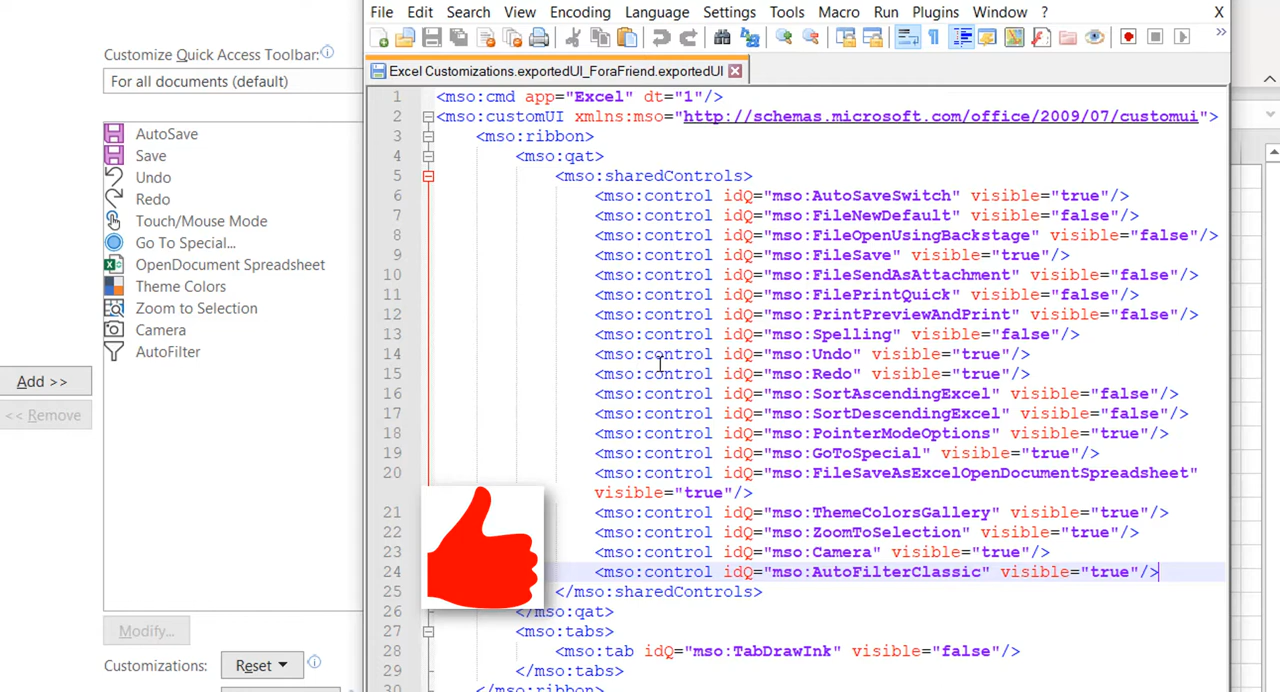 Customize Quick Access Toolbar:
For all documents (default)
AutoSave
Save
Undo
Redo
Touch/Mouse Mode
Go To Special...
OpenDocument Spreadsheet
Theme Colors
Zoom to Selection
Camera
AutoFilter
Add >>
<< Remove
Modify...
Customizations: Reset
File Edit Search View Encoding Language Settings Tools Macro Run Plugins Window ? X
Excel Customizations.exportedUI_ForaFriend.exportedUI
1 <mso:cmd app="Excel" dt="1"/>
2 <mso:customUI xmlns:mso="http://schemas.microsoft.com/office/2009/07/customui">
3 <mso:ribbon>
4 <mso:qat>
5 <mso:sharedControls>
6 <mso:control idQ="mso:AutoSaveSwitch" visible="true"/>
7 <mso:control idQ="mso:FileNewDefault" visible="false"/>
8 <mso:control idQ="mso:FileOpenUsingBackstage" visible="false"/>
9 <mso:control idQ="mso:FileSave" visible="true"/>
10 <mso:control idQ="mso:FileSendAsAttachment" visible="false"/>
11 <mso:control idQ="mso:FilePrintQuick" visible="false"/>
12 <mso:control idQ="mso:PrintPreviewAndPrint" visible="false"/>
13 <mso:control idQ="mso:Spelling" visible="false"/>
14 <mso:control idQ="mso:Undo" visible="true"/>
15 <mso:control idQ="mso:Redo" visible="true"/>
16 <mso:control idQ="mso:SortAscendingExcel" visible="false"/>
17 <mso:control idQ="mso:SortDescendingExcel" visible="false"/>
18 <mso:control idQ="mso:PointerModeOptions" visible="true"/>
19 <mso:control idQ="mso:GoToSpecial" visible="true"/>
20 <mso:control idQ="mso:FileSaveAsExcelOpenDocumentSpreadsheet"
visible="true"/>
21 <mso:control idQ="mso:ThemeColorsGallery" visible="true"/>
22 <mso:control idQ="mso:ZoomToSelection" visible="true"/>
23 <mso:control idQ="mso:Camera" visible="true"/>
24 <mso:control idQ="mso:AutoFilterClassic" visible="true"/>
25 </mso:sharedControls>
26 </mso:qat>
27 <mso:tabs>
28 <mso:tab idQ="mso:TabDrawInk" visible="false"/>
29 </mso:tabs>
30 </mso:ribbon>